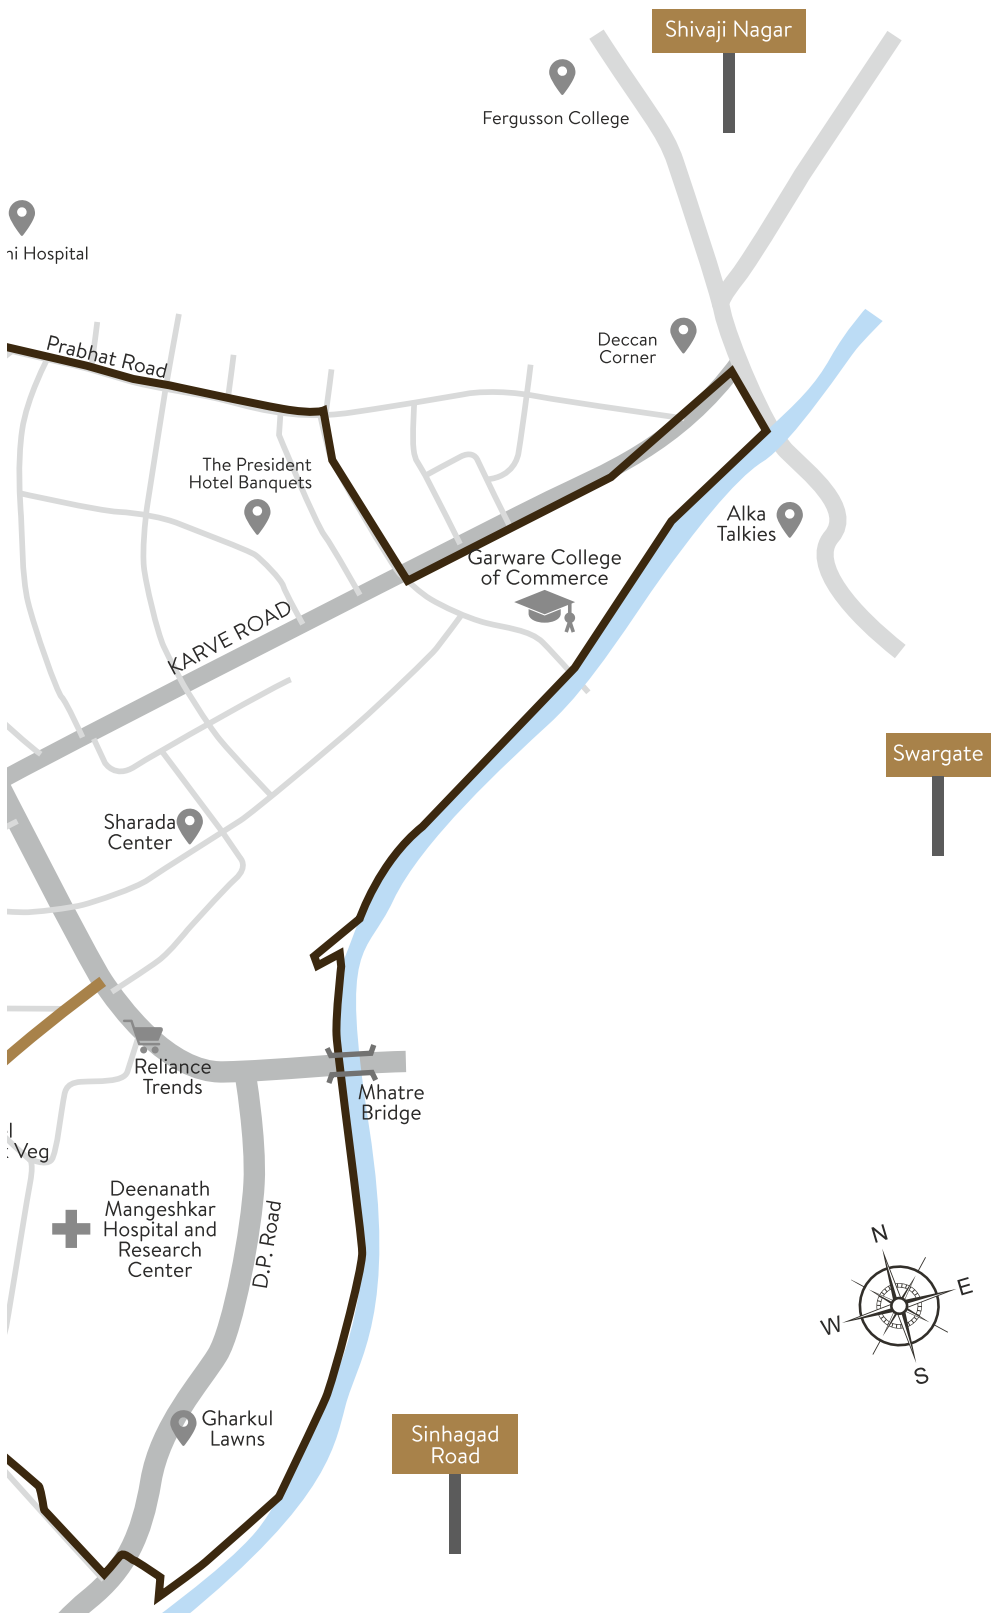 Shivaji Nagar
Fergusson College
Hospital
Deccan
Corner
Prabhat Road
The President
Hotel Banquets
Alka
Talkies
Garware College
of Commerce
KARVE ROAD
Swargate
Sharada
Center
Reliance
Trends
Mhatre
Bridge
Veg
Deenanath
Mangeshkar
Hospital and
Research
Center
D.P. Road
N
E
W
S
Gharkul
Lawns
Sinhagad
Road